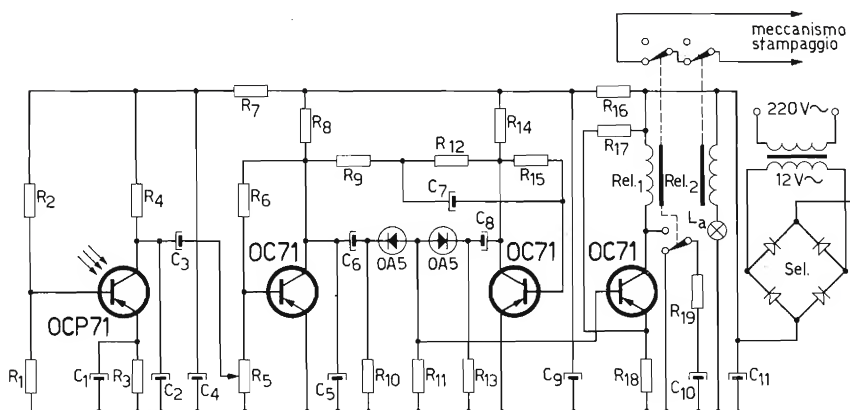 meccanismo
stampaggio
R7
R16
R8
R14
R12
R17
220V~
R2
R4
R6
R9
R15
Rel.1
Rel.2
12V~
C7
La
C8
C3
OC71
C6
OA5
OA5
OC71
OC71
Sel.
OCP71
R19
R1
C1
R3
C2
C4
R5
C5
R10
R11
R13
C9
R18
C10
C11